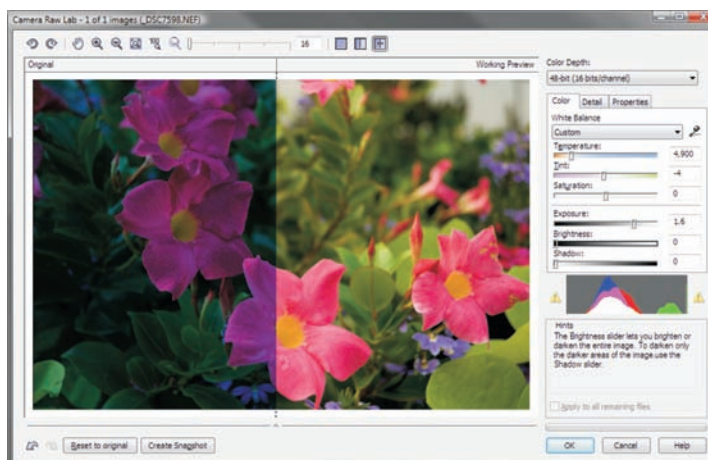 Camera Raw Lab - 1 of 1 images (_DSC7598.NEF)
16
Original
Working Preview
Color Depth:
48-bit (16 bits/channel)
Color Detail Properties
White Balance
Custom
Temperature:
4,900
Tint:
-4
Saturation:
0
Exposure:
1.6
Brightness:
0
Shadow:
0
Hints
The Brightness slider lets you brighten or
darken the entire image. To darken only
the darker areas of the image,use the
Shadow slider.
Apply to all remaining files
Reset to original Create Snapshot
OK Cancel Help